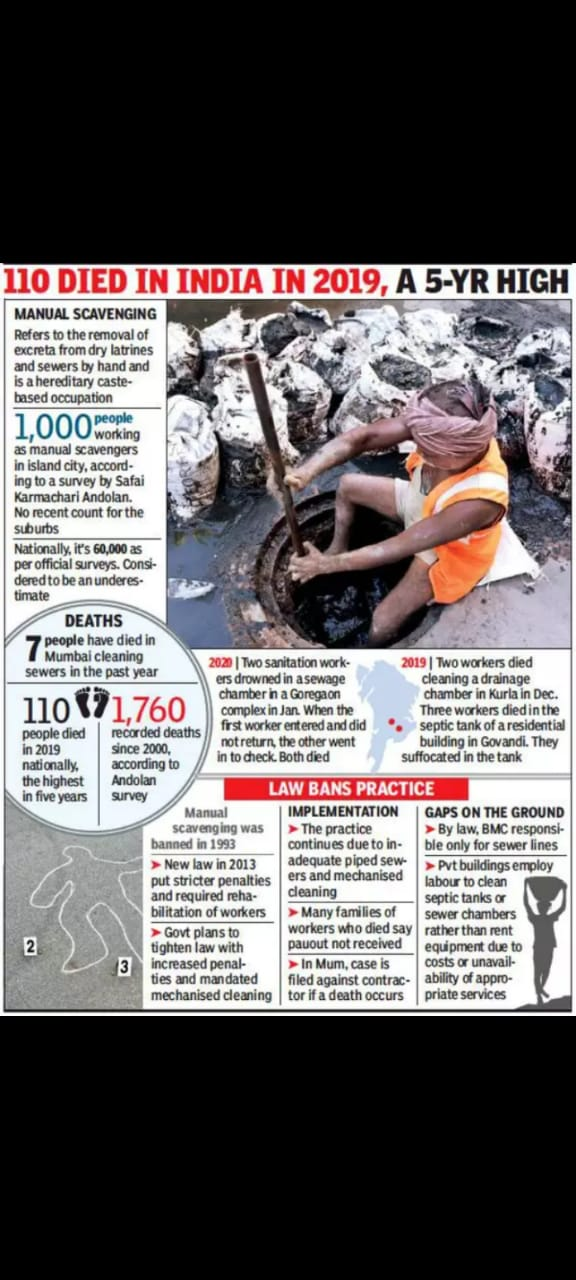 110 DIED IN INDIA IN 2019, A 5-YR HIGH
MANUAL SCAVENGING
Refers to the removal of
excreta from dry latrines
and sewers by hand and
is a hereditary caste-
based occupation
1,000 people
working
as manual scavengers
in island city, accord-
ing to a survey by Safai
Karmachari Andolan.
No recent count for the
suburbs
Nationally, it's 60,000 as
per official surveys. Consi-
dered to be an underes-
timate
DEATHS
7 people have died in
Mumbai cleaning
sewers in the past year
110
people died
in 2019
nationally,
the highest
in five years
1,760
recorded deaths
since 2000,
according to
Andolan
survey
2020 | Two sanitation work-
ers drowned in a sewage
chamber in a Goregaon
complex in Jan. When the
first worker entered and did
not return, the other went
in to check. Both died
2019 | Two workers died
cleaning a drainage
chamber in Kurla in Dec.
Three workers died in the
septic tank of a residential
building in Govandi. They
suffocated in the tank
LAW BANS PRACTICE
Manual
scavenging was
banned in 1993
➤ New law in 2013
put stricter penalties
and required reha-
bilitation of workers
➤ Govt plans to
tighten law with
increased penal-
ties and mandated
mechanised cleaning
IMPLEMENTATION
➤ The practice
continues due to in-
adequate piped sew-
ers and mechanised
cleaning
➤ Many families of
workers who died say
pauout not received
➤ In Mum, case is
filed against contrac-
tor if a death occurs
GAPS ON THE GROUND
➤ By law, BMC responsi-
ble only for sewer lines
➤ Pvt buildings employ
labour to clean
septic tanks or
sewer chambers
rather than rent
equipment due to
costs or unavail-
ability of appro-
priate services
2
3